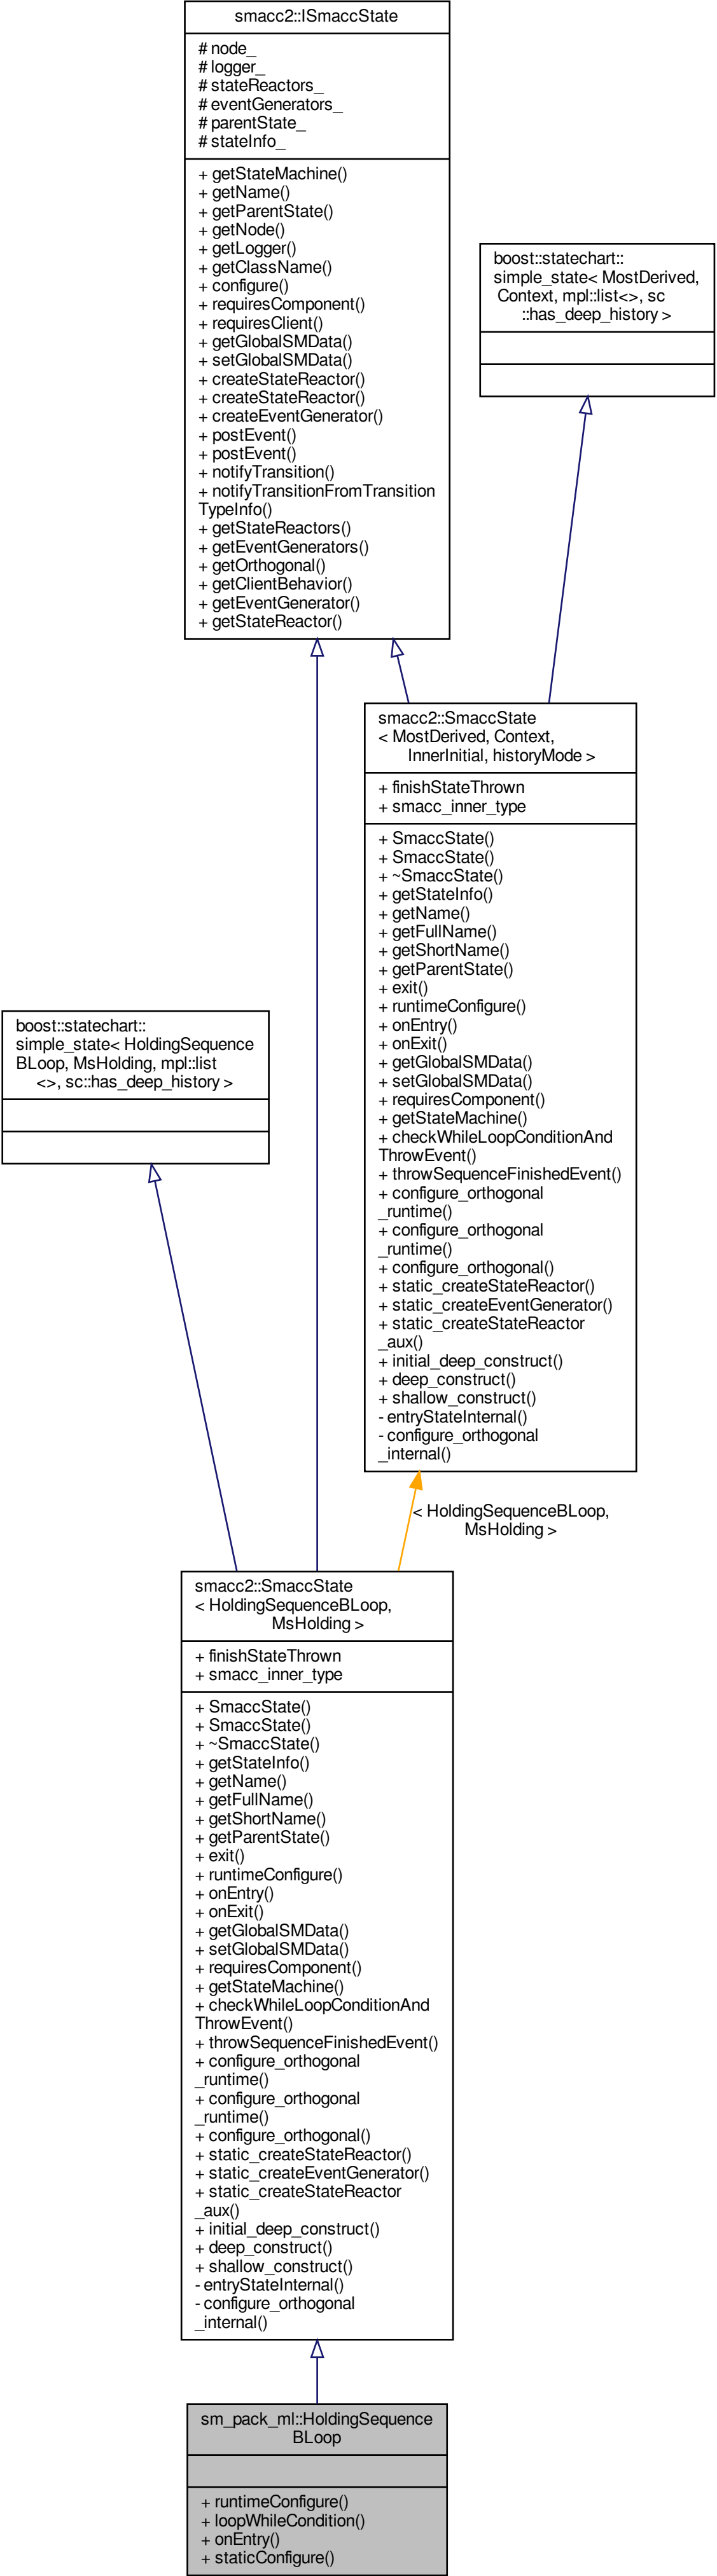 smacc2::ISmaccState
# node_
# logger_
# stateReactors_
# eventGenerators_
# parentState_
# stateInfo_
+ getStateMachine()
+ getName()
+ getParentState()
+ getNode()
+ getLogger()
+ getClassName()
+ configure()
+ requiresComponent()
+ requiresClient()
+ getGlobalSMData()
+ setGlobalSMData()
+ createStateReactor()
+ createStateReactor()
+ createEventGenerator()
+ postEvent()
+ postEvent()
+ notifyTransition()
+ notifyTransitionFromTransition
TypeInfo()
+ getStateReactors()
+ getEventGenerators()
+ getOrthogonal()
+ getClientBehavior()
+ getEventGenerator()
+ getStateReactor()
boost::statechart::
simple_state< MostDerived,
Context, mpl::list<>, sc
::has_deep_history >
smacc2::SmaccState
< MostDerived, Context,
InnerInitial, historyMode >
+ finishStateThrown
+ smacc_inner_type
+ SmaccState()
+ SmaccState()
+ ~SmaccState()
+ getStateInfo()
+ getName()
+ getFullName()
+ getShortName()
+ getParentState()
+ exit()
+ runtimeConfigure()
+ onEntry()
+ onExit()
+ getGlobalSMData()
+ setGlobalSMData()
+ requiresComponent()
+ getStateMachine()
+ checkWhileLoopConditionAnd
ThrowEvent()
+ throwSequenceFinishedEvent()
+ configure_orthogonal
_runtime()
+ configure_orthogonal
_runtime()
+ configure_orthogonal()
+ static_createStateReactor()
+ static_createEventGenerator()
+ static_createStateReactor
_aux()
+ initial_deep_construct()
+ deep_construct()
+ shallow_construct()
- entryStateInternal()
- configure_orthogonal
_internal()
boost::statechart::
simple_state< HoldingSequence
BLoop, MsHolding, mpl::list
<>, sc::has_deep_history >
< HoldingSequenceBLoop,
MsHolding >
smacc2::SmaccState
< HoldingSequenceBLoop,
MsHolding >
+ finishStateThrown
+ smacc_inner_type
+ SmaccState()
+ SmaccState()
+ ~SmaccState()
+ getStateInfo()
+ getName()
+ getFullName()
+ getShortName()
+ getParentState()
+ exit()
+ runtimeConfigure()
+ onEntry()
+ onExit()
+ getGlobalSMData()
+ setGlobalSMData()
+ requiresComponent()
+ getStateMachine()
+ checkWhileLoopConditionAnd
ThrowEvent()
+ throwSequenceFinishedEvent()
+ configure_orthogonal
_runtime()
+ configure_orthogonal
_runtime()
+ configure_orthogonal()
+ static_createStateReactor()
+ static_createEventGenerator()
+ static_createStateReactor
_aux()
+ initial_deep_construct()
+ deep_construct()
+ shallow_construct()
- entryStateInternal()
- configure_orthogonal
_internal()
sm_pack_ml::HoldingSequence
BLoop
+ runtimeConfigure()
+ loopWhileCondition()
+ onEntry()
+ staticConfigure()